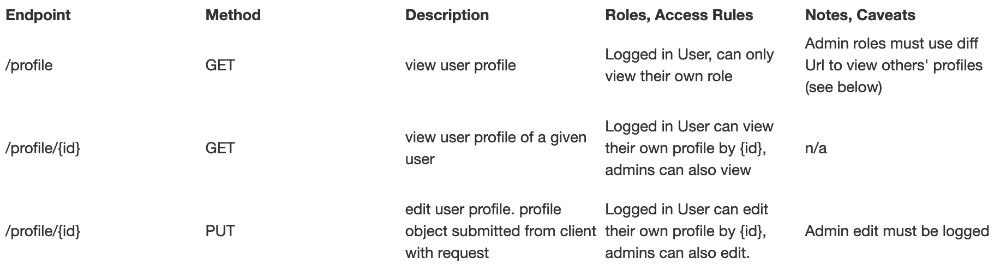 Endpoint Method Description Roles, Access Rules Notes, Caveats
/profile
GET
view user profile
Logged in User, can only
view their own role
Admin roles must use diff
Url to view others' profiles
(see below)
/profile/{id}
GET
view user profile of a given
user
Logged in User can view
their own profile by {id},
admins can also view
n/a
/profile/{id}
PUT
edit user profile. profile
object submitted from client
with request
Logged in User can edit
their own profile by {id},
admins can also edit.
Admin edit must be logged